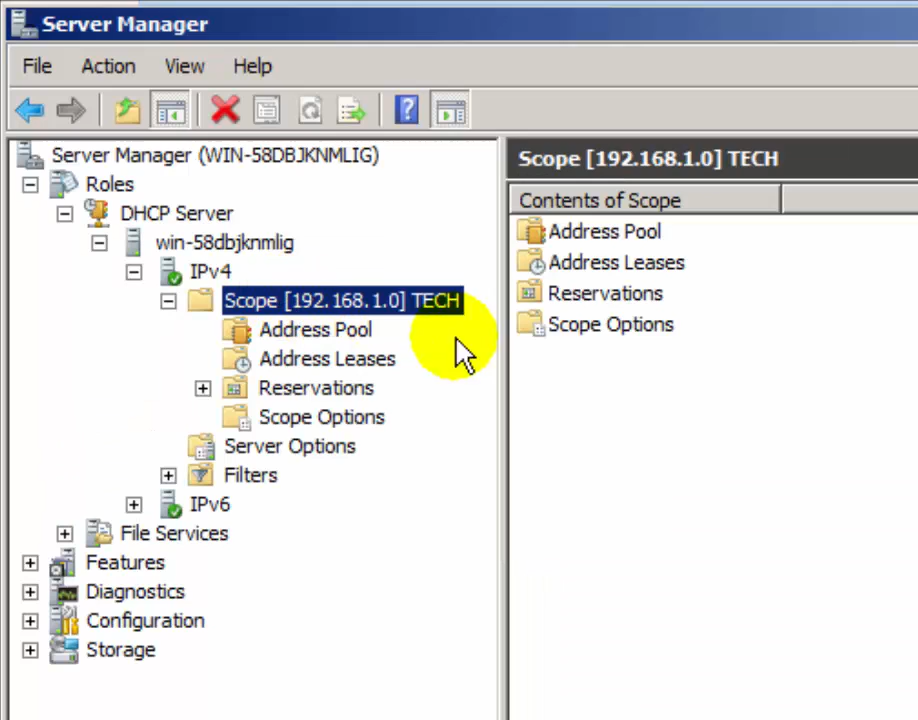 Server Manager
File Action View Help
Server Manager (WIN-58DBJKNMLIG)
Roles
DHCP Server
win-58dbjknmlig
IPv4
Scope [192.168.1.0] TECH
Address Pool
Address Leases
Reservations
Scope Options
Server Options
Filters
IPv6
File Services
Features
Diagnostics
Configuration
Storage
Scope [192.168.1.0] TECH
Contents of Scope
Address Pool
Address Leases
Reservations
Scope Options